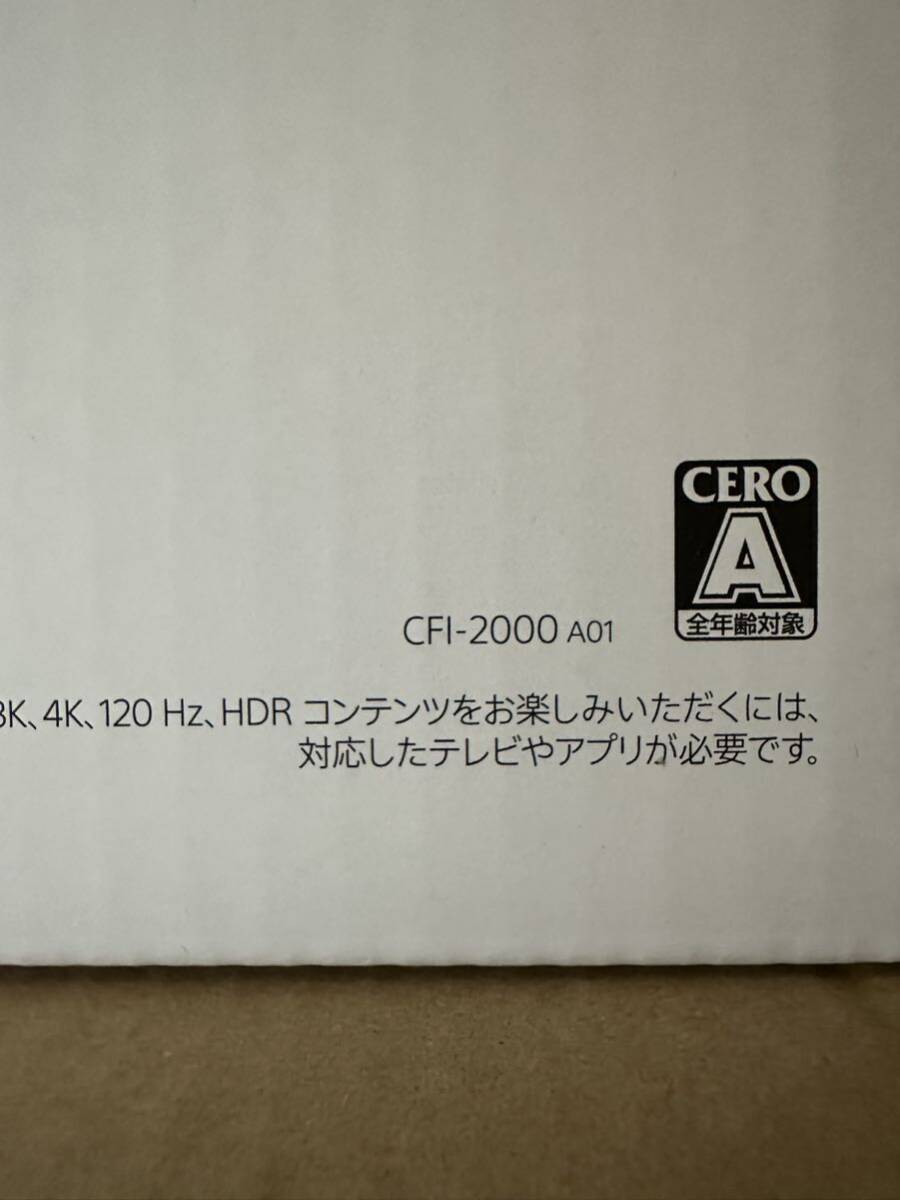 CERO
A
全年齢対象
CFI-2000 A01
K、4K、120 Hz、HDR コンテンツをお楽しみいただくには、
対応したテレビやアプリが必要です。